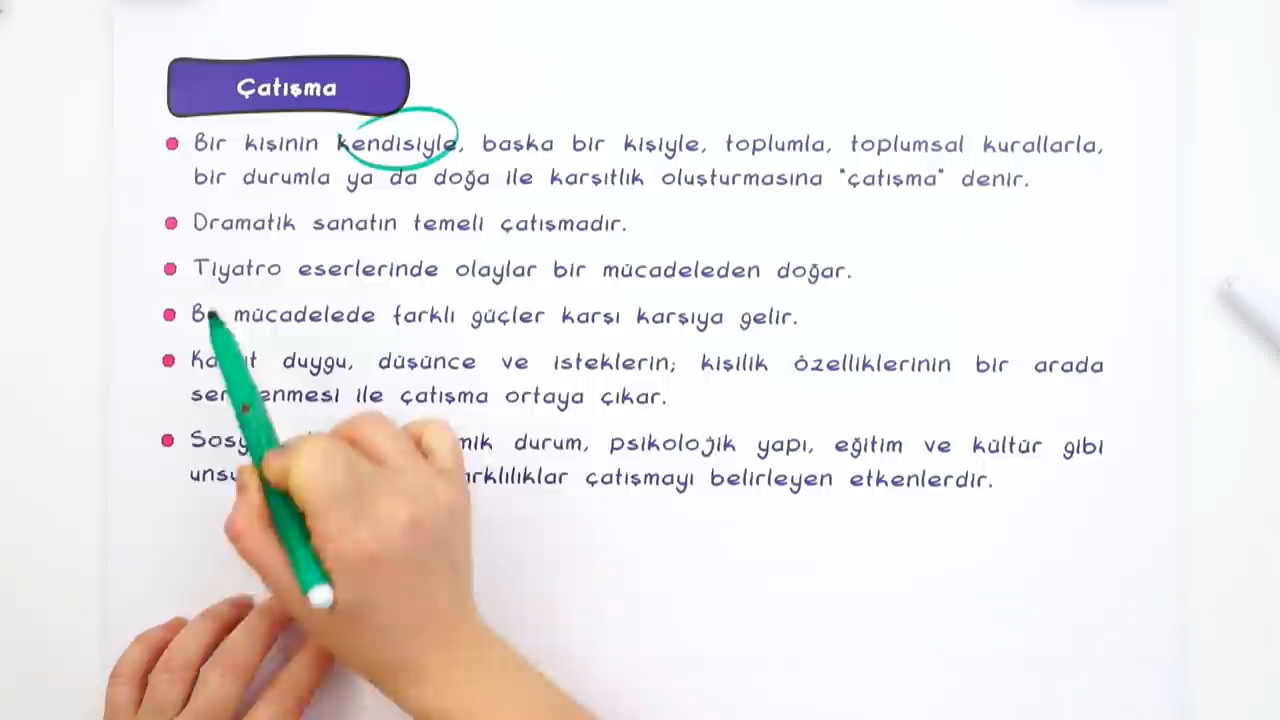 Çatışma
Bir kişinin kendisiyle, başka bir kişiyle, toplumla, toplumsal kurallarla,
bir durumla ya da doğa ile karşıtlık oluşturmasına "çatışma" denir.
Dramatik sanatın temeli çatışmadır.
Tiyatro eserlerinde olaylar bir mücadeleden doğar.
mücadelede farklı güçler karşı karşıya gelir.
duygu, düşünce ve isteklerin; kişilik özelliklerinin bir arada
ile çatışma ortaya çıkar.
durum, psikolojik yapı, eğitim ve kültür gibi
çatışmayı belirleyen etkenlerdir.